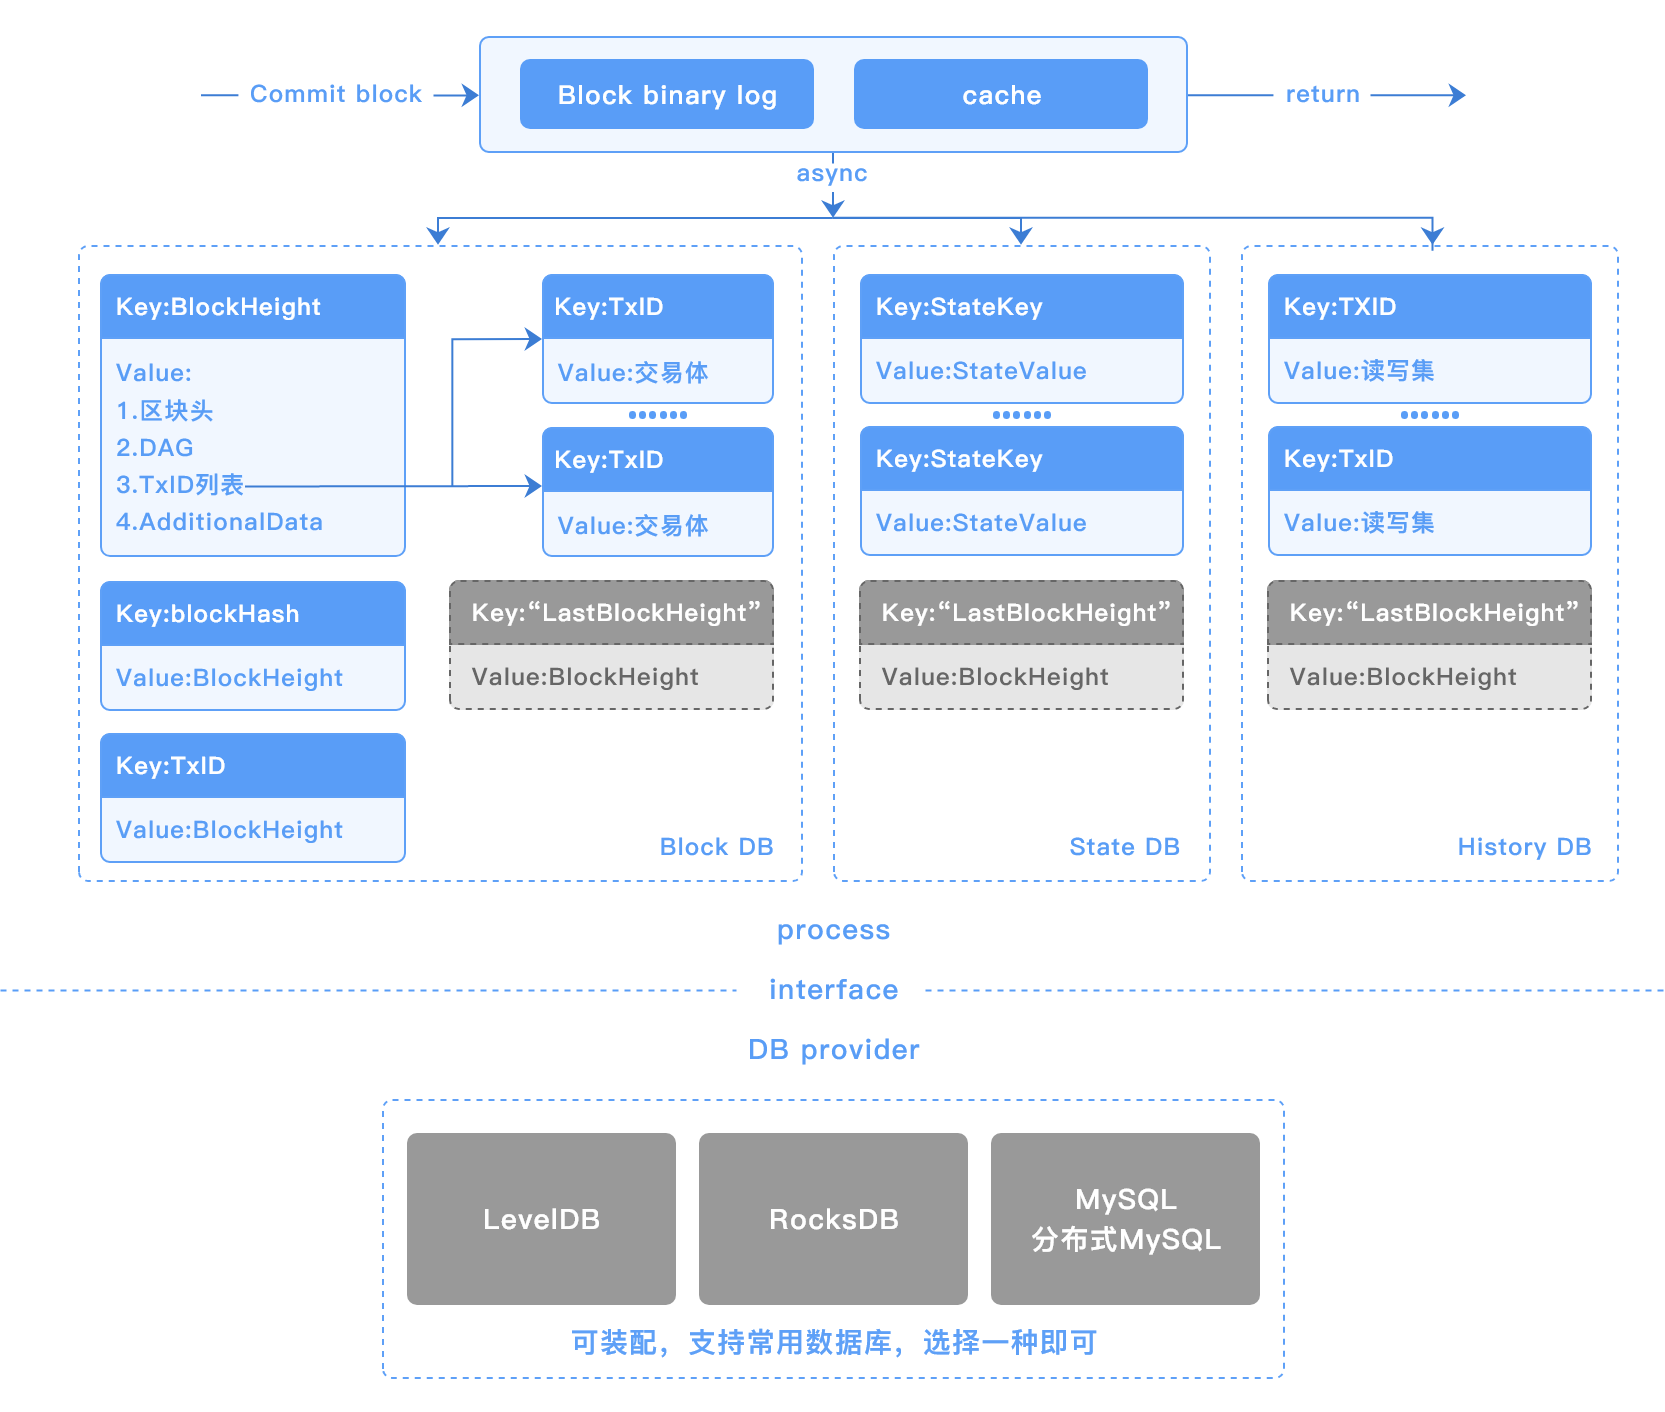 Commit block
Block binary log
cache
return
async
Key:BlockHeight
Value:
1.区块头
2.DAG
3.TxID列表
4.AdditionalData
Key:TxID
Value:交易体
Key:TxID
Value:交易体
Key:blockHash
Value:BlockHeight
Key:“LastBlockHeight”
Value:BlockHeight
Key:TxID
Value:BlockHeight
Block DB
Key:StateKey
Value:StateValue
Key:StateKey
Value:StateValue
Key:“LastBlockHeight”
Value:BlockHeight
State DB
Key:TXID
Value:读写集
Key:TxID
Value:读写集
Key:“LastBlockHeight”
Value:BlockHeight
History DB
process
interface
DB provider
LevelDB
RocksDB
MySQL
分布式MySQL
可装配，支持常用数据库，选择一种即可